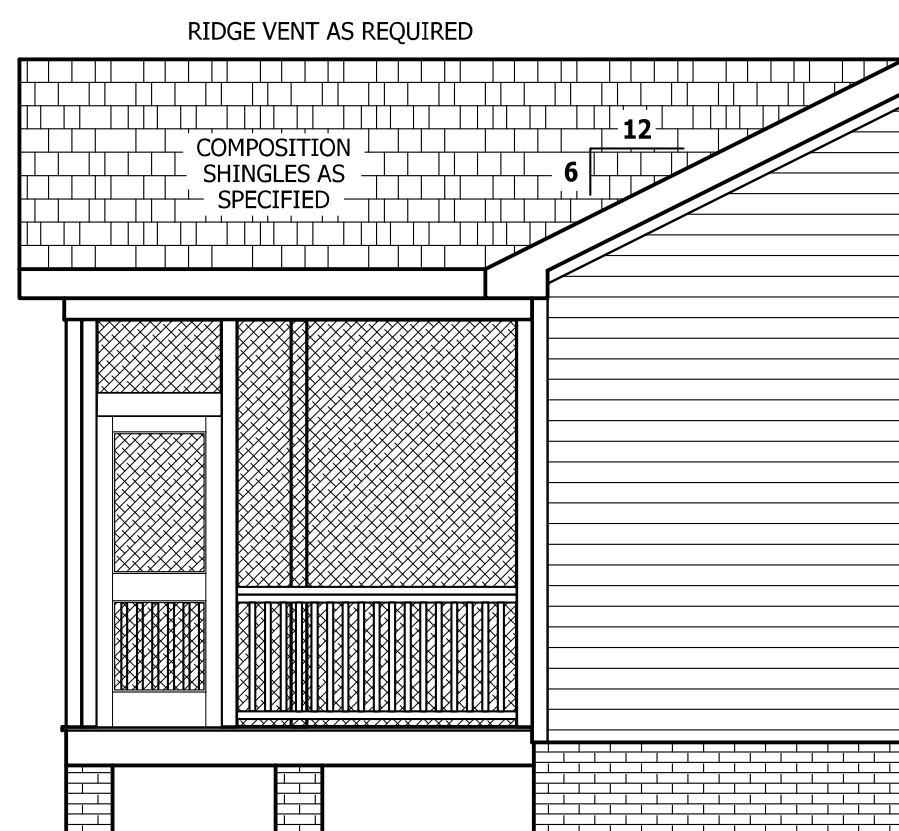 RIDGE VENT AS REQUIRED
COMPOSITION
SHINGLES AS
SPECIFIED
12
6